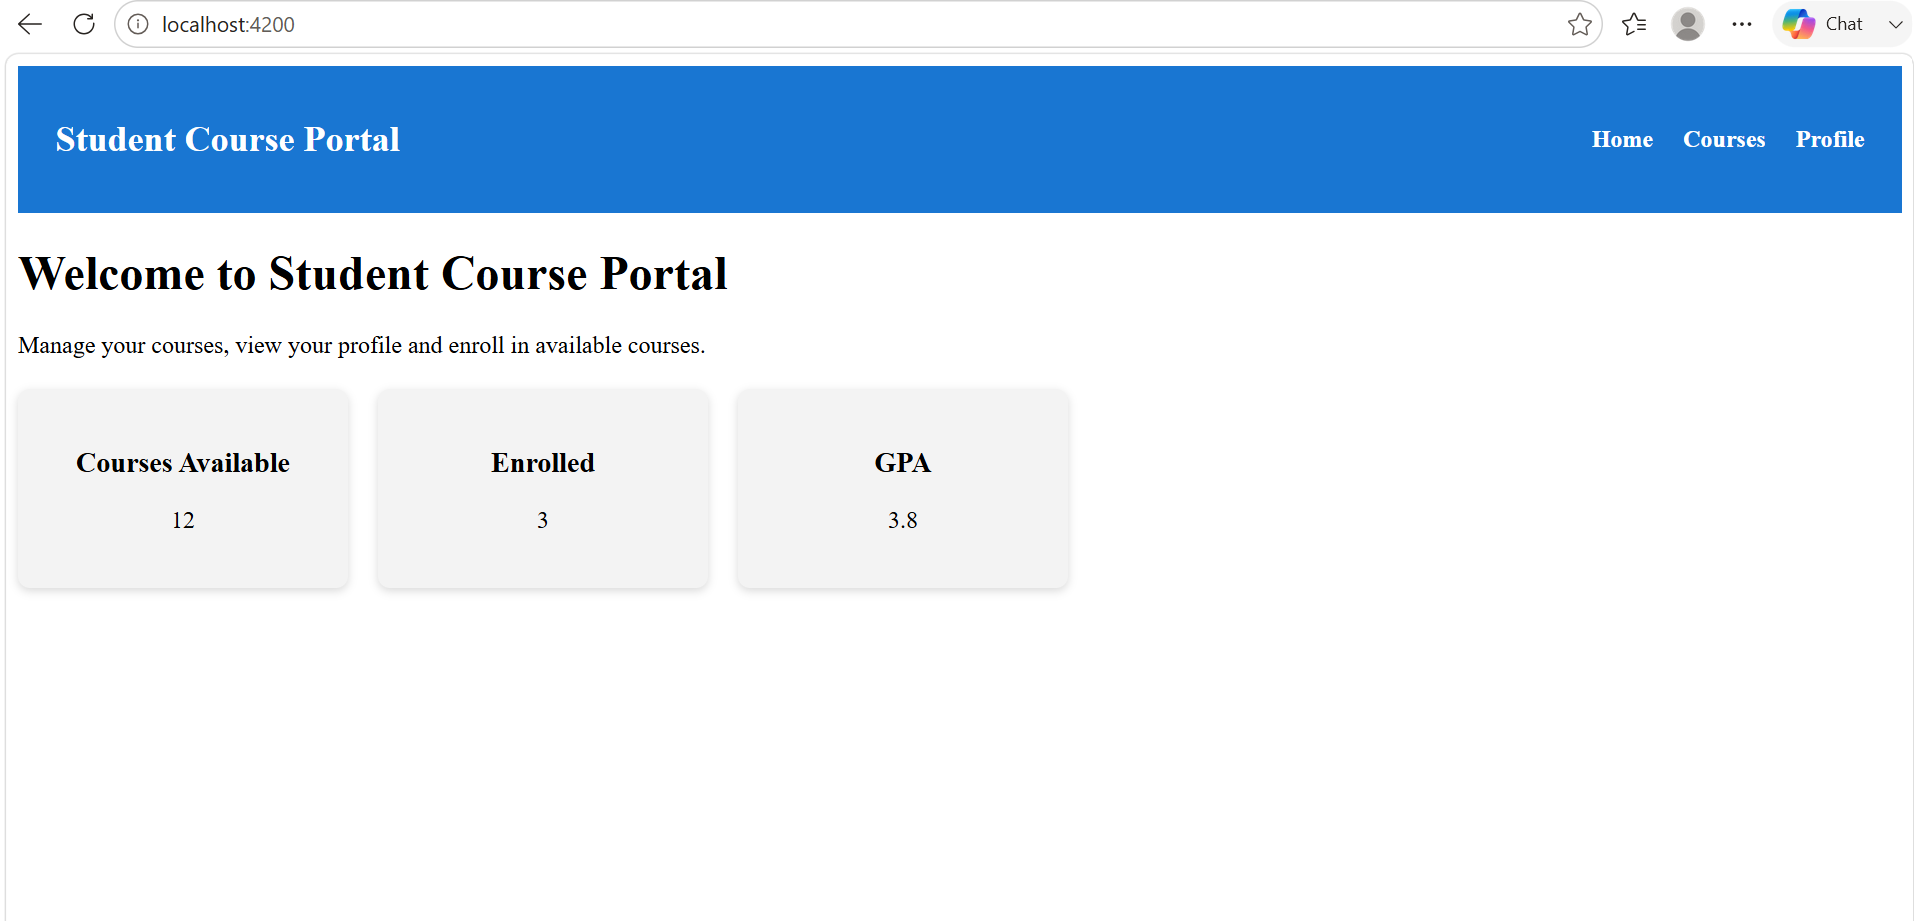 localhost:4200
Chat
Student Course Portal
Home Courses Profile
Welcome to Student Course Portal
Manage your courses, view your profile and enroll in available courses.
Courses Available
12
Enrolled
3
GPA
3.8